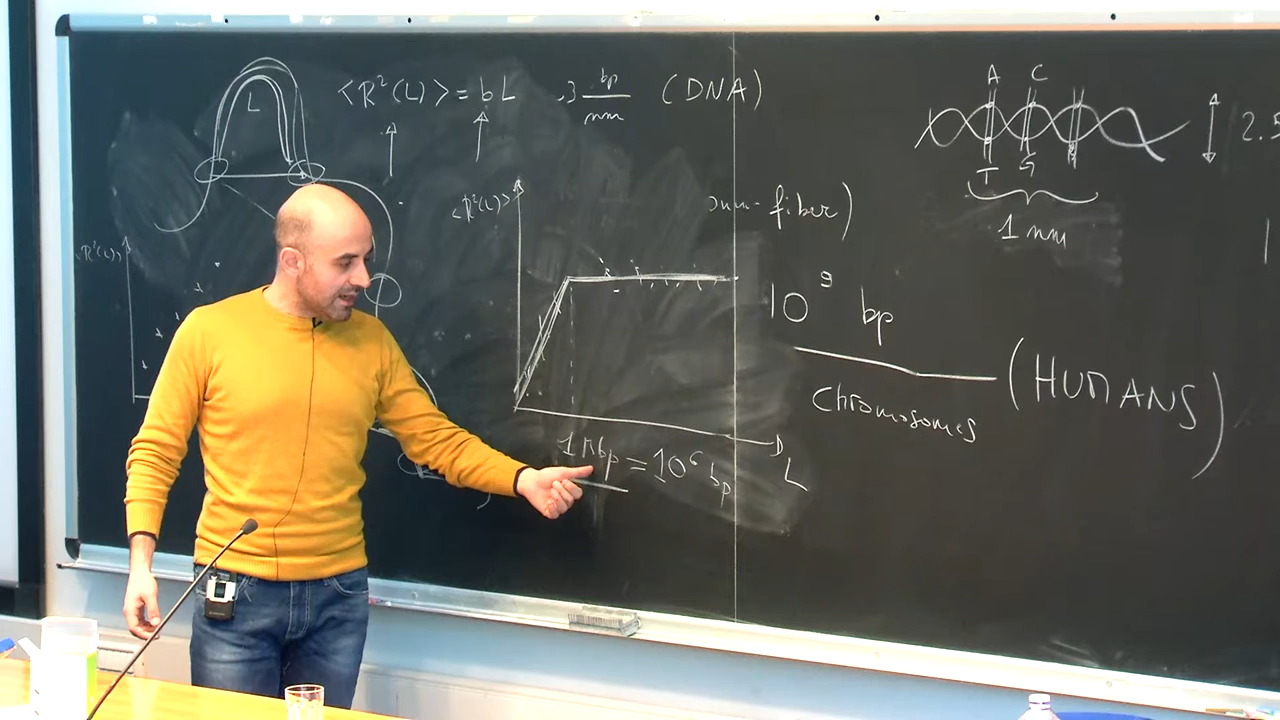 L
<R²(L)> = bL
.3 bp/nm (DNA)
A C
T G
2.5
1 nm
<R²(L)>
<R²(L)>
nm-fiber)
10⁹ bp
chromosomes
(HUMANS)
1 Mbp = 10⁶ bp
L